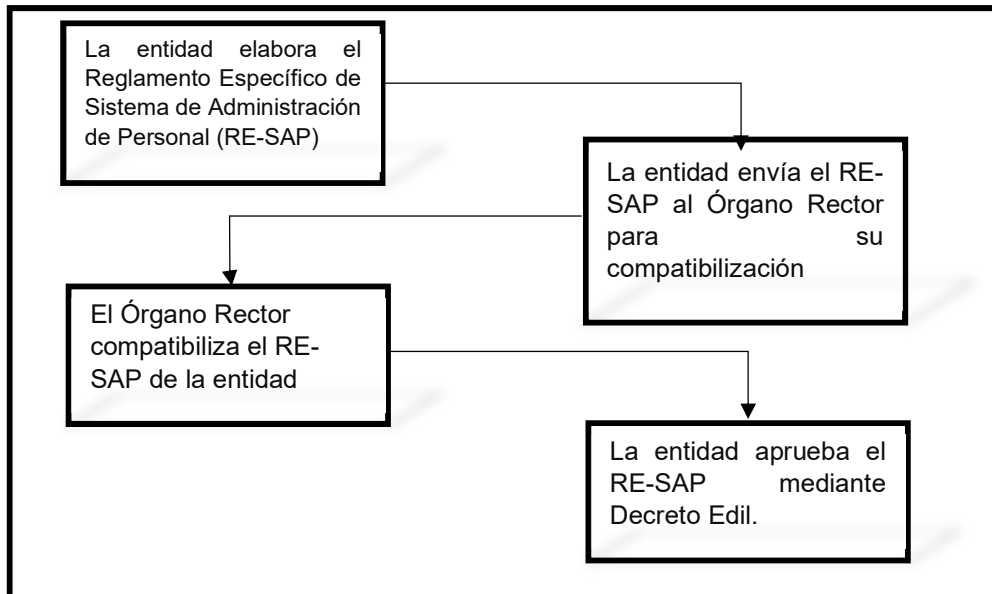 La entidad elabora el
Reglamento Específico de
Sistema de Administración
de Personal (RE-SAP)
La entidad envía el RE-
SAP al Órgano Rector
para su
compatibilización
El Órgano Rector
compatibiliza el RE-
SAP de la entidad
La entidad aprueba el
RE-SAP mediante
Decreto Edil.